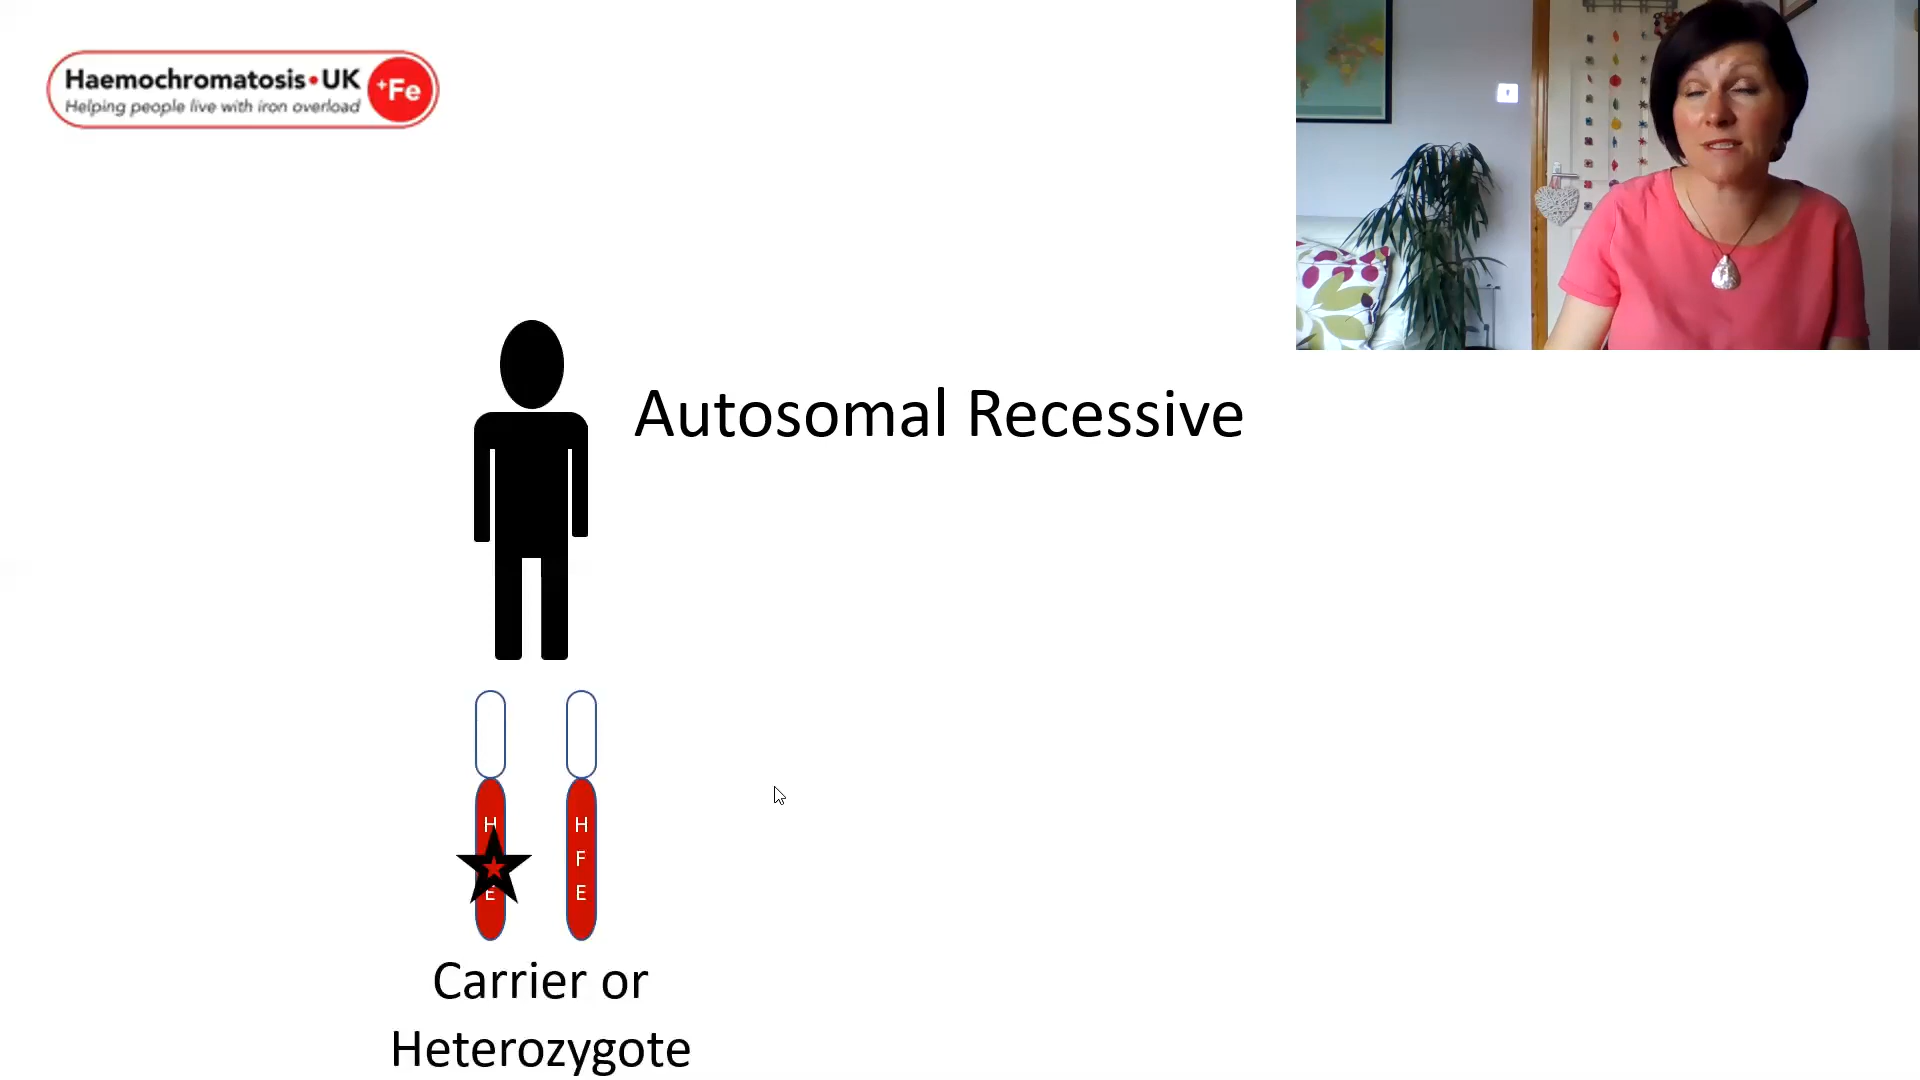 Haemochromatosis•UK
Helping people live with iron overload
+Fe
Autosomal Recessive
H
E
H
F
E
Carrier or
Heterozygote